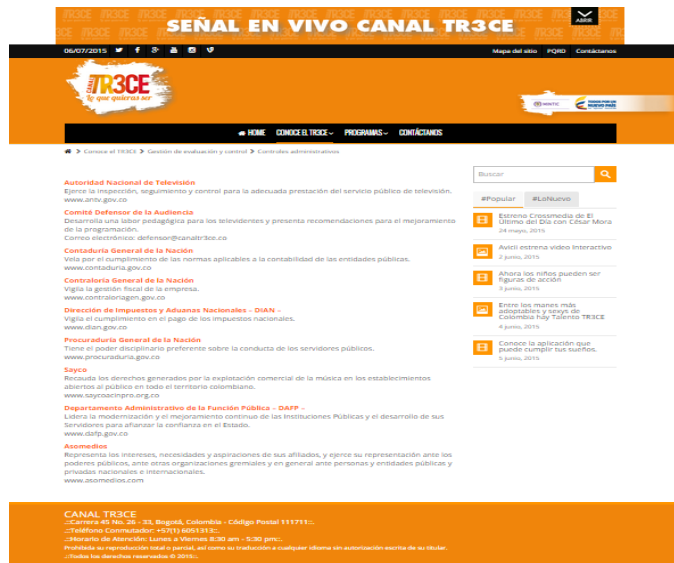 SEÑAL EN VIVO CANAL TR3CE
ABRIR
06/07/2015
Mapa del sitio PQRD Contáctanos
CANAL TR3CE
Lo que quieras ser
MINTIC
TODOS POR UN NUEVO PAÍS
HOME CONOCE EL TR3CE PROGRAMAS CONTÁCTANOS
Conoce el TR3CE > Gestión de evaluación y control > Controles administrativos
Autoridad Nacional de Televisión
Ejerce la inspección, seguimiento y control para la adecuada prestación del servicio público de televisión.
www.antv.gov.co
Comité Defensor de la Audiencia
Desarrolla una labor pedagógica para los televidentes y presenta recomendaciones para el mejoramiento
de la programación.
Correo electrónico: defensor@canaltr3ce.co
Contaduría General de la Nación
Vela por el cumplimiento de las normas aplicables a la contabilidad de las entidades públicas.
www.contaduria.gov.co
Contraloría General de la Nación
Vigila la gestión fiscal de la empresa.
www.contraloriagen.gov.co
Dirección de Impuestos y Aduanas Nacionales – DIAN –
Vigila el cumplimiento en el pago de los impuestos nacionales.
www.dian.gov.co
Procuraduría General de la Nación
Tiene el poder disciplinario preferente sobre la conducta de los servidores públicos.
www.procuraduria.gov.co
Sayco
Recauda los derechos generados por la explotación comercial de la música en los establecimientos
abiertos al público en todo el territorio colombiano.
www.saycoacinpro.org.co
Departamento Administrativo de la Función Pública – DAFP –
Lidera la modernización y el mejoramiento continuo de las Instituciones Públicas y el desarrollo de sus
Servidores para afianzar la confianza en el Estado.
www.dafp.gov.co
Asomedios
Representa los intereses, necesidades y aspiraciones de sus afiliados, y ejerce su representación ante los
poderes públicos, ante otras organizaciones gremiales y en general ante personas y entidades públicas y
privadas nacionales e internacionales.
www.asomedios.com
Buscar
#Popular #LoNuevo
Estreno Crossmedia de El
Último del Día con César Mora
24 mayo, 2015
Avicii estrena video Interactivo
2 junio, 2015
Ahora los niños pueden ser
figuras de acción
3 junio, 2015
Entre los manes más
adoptables y sexys de
Colombia hay Talento TR3CE
4 junio, 2015
Conoce la aplicación que
puede cumplir tus sueños.
5 junio, 2015
CANAL TR3CE
.::Carrera 45 No. 26 - 33, Bogotá, Colombia - Código Postal 111711::.
.::Teléfono Conmutador: +57(1) 6051313::.
.::Horario de Atención: Lunes a Viernes 8:30 am - 5:30 pm::.
Prohibida su reproducción total o parcial, así como su traducción a cualquier idioma sin autorización escrita de su titular.
.::Todos los derechos reservados © 2015::.